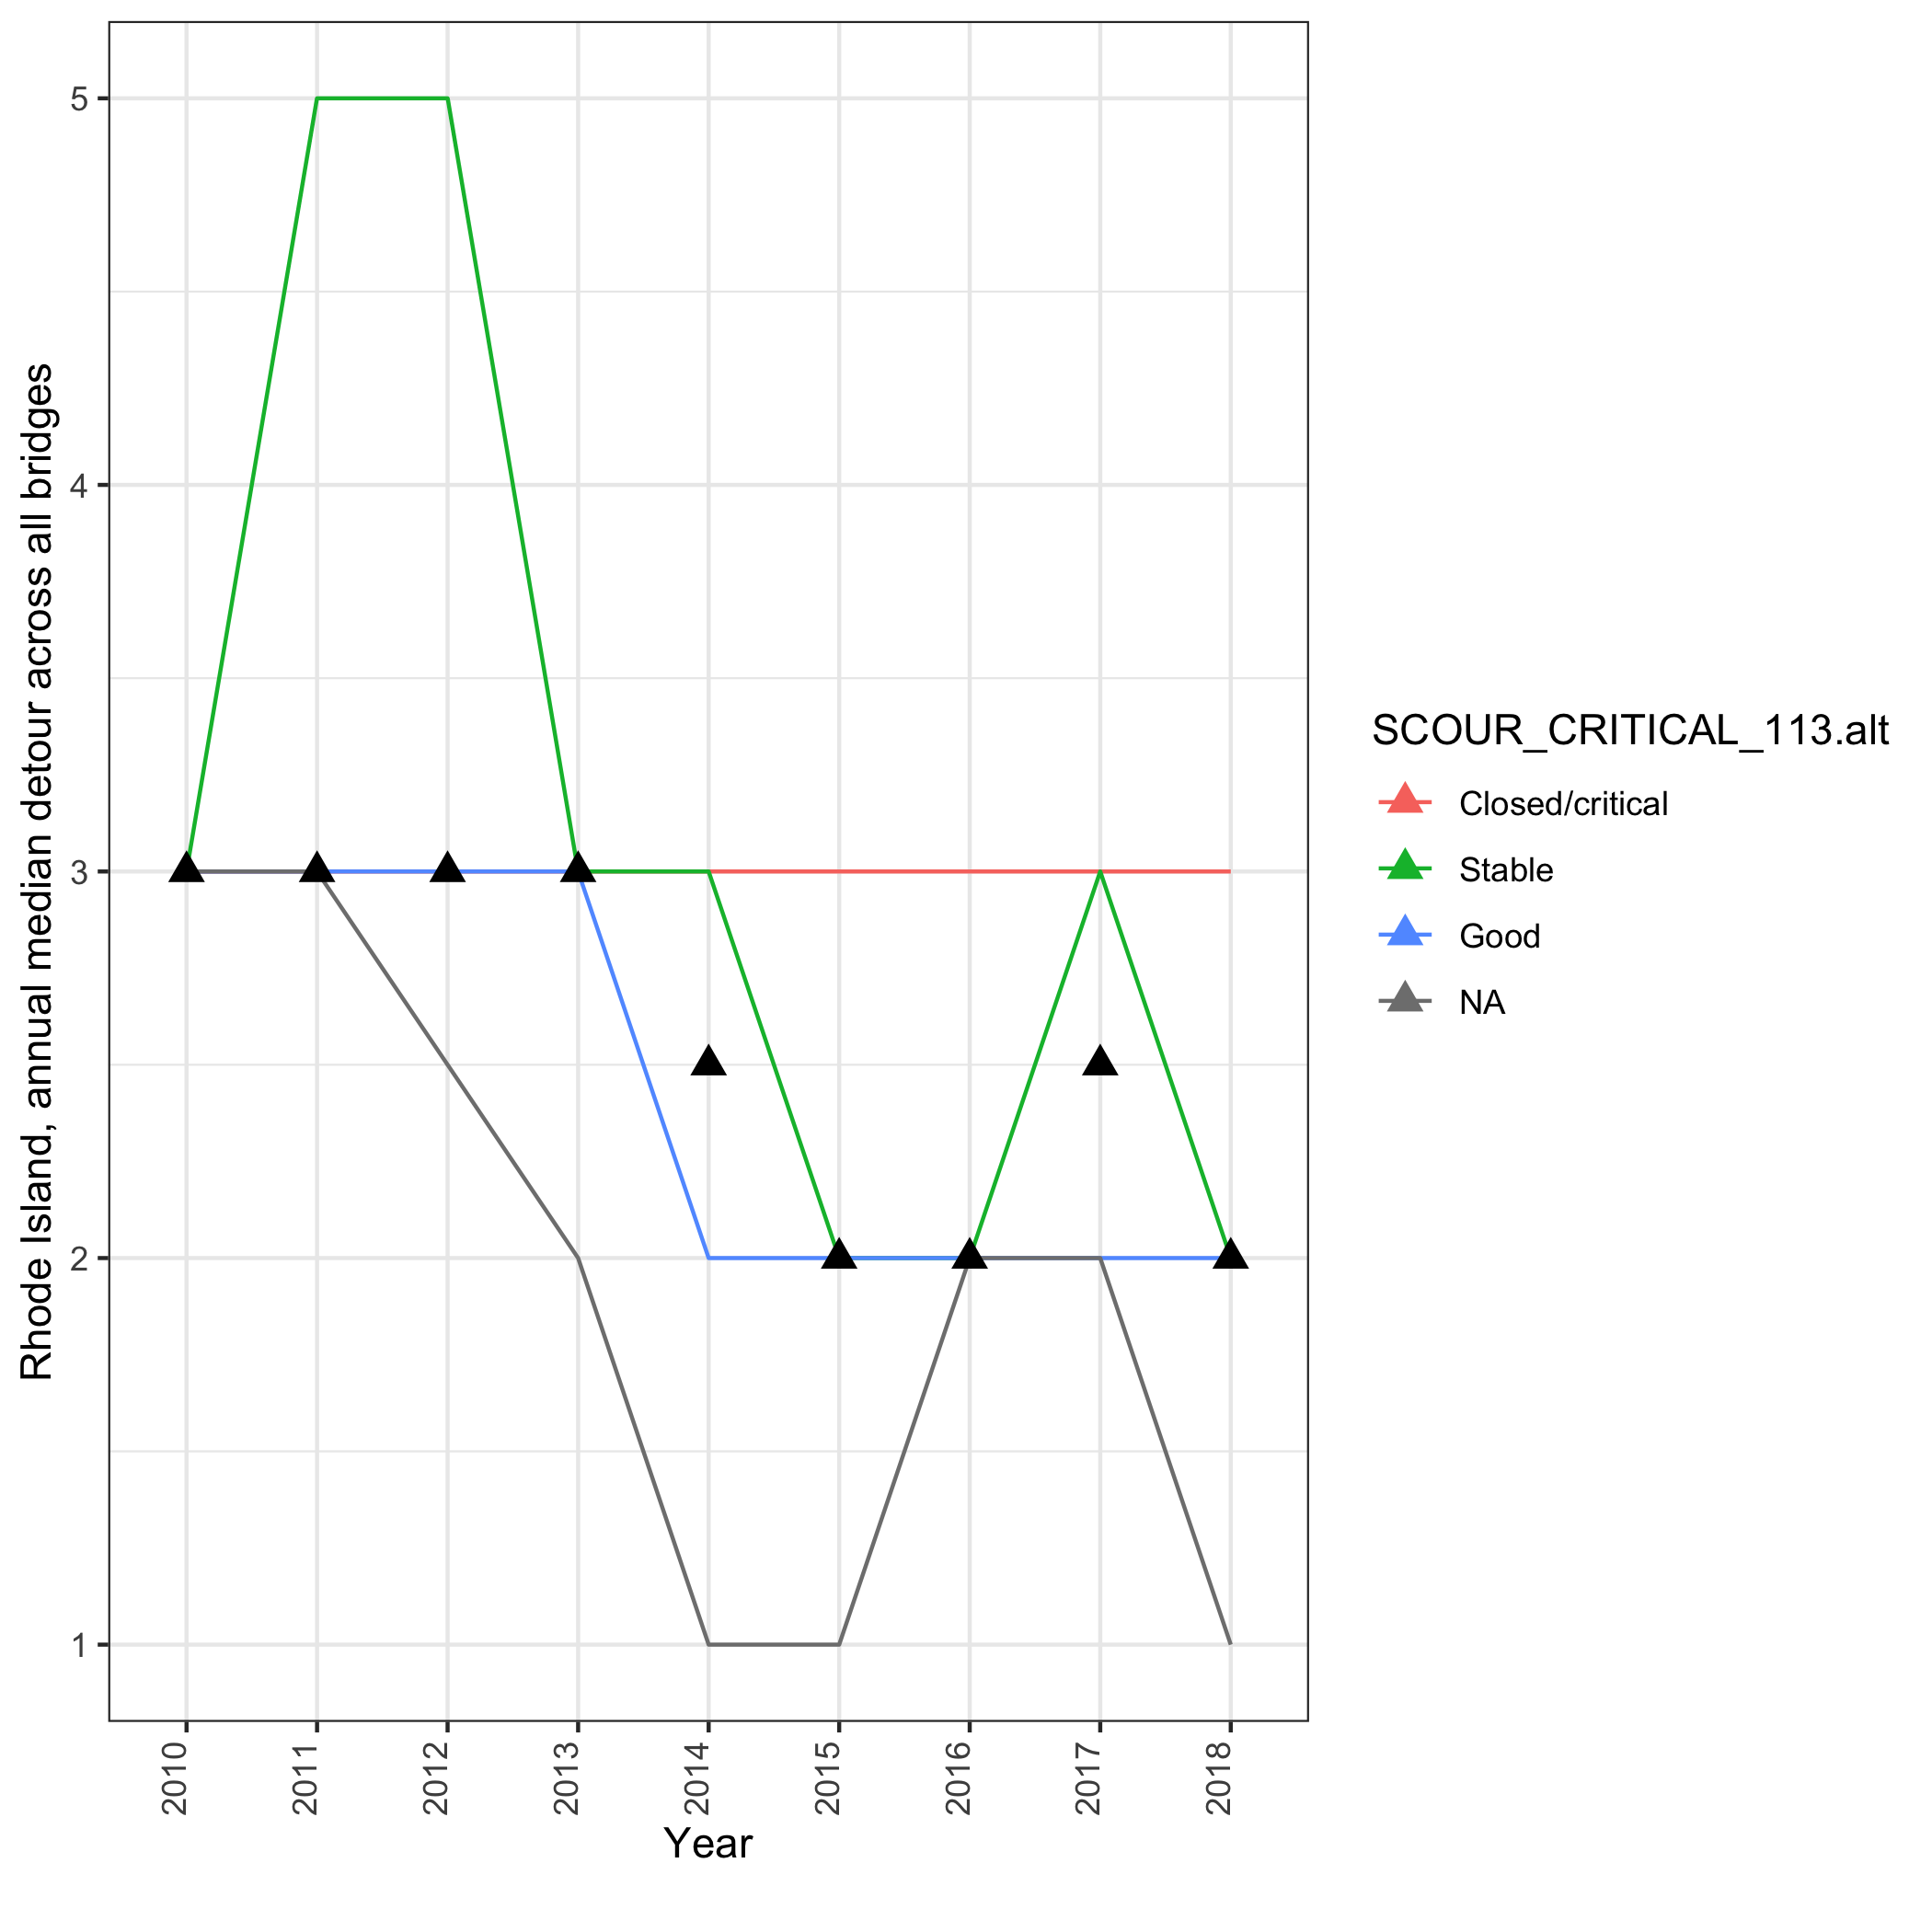 Rhode Island, annual median detour across all bridges
5
4
3
2
1
2010
2011
2012
2013
2014
2015
2016
2017
2018
Year
SCOUR_CRITICAL_113.alt
Closed/critical
Stable
Good
NA